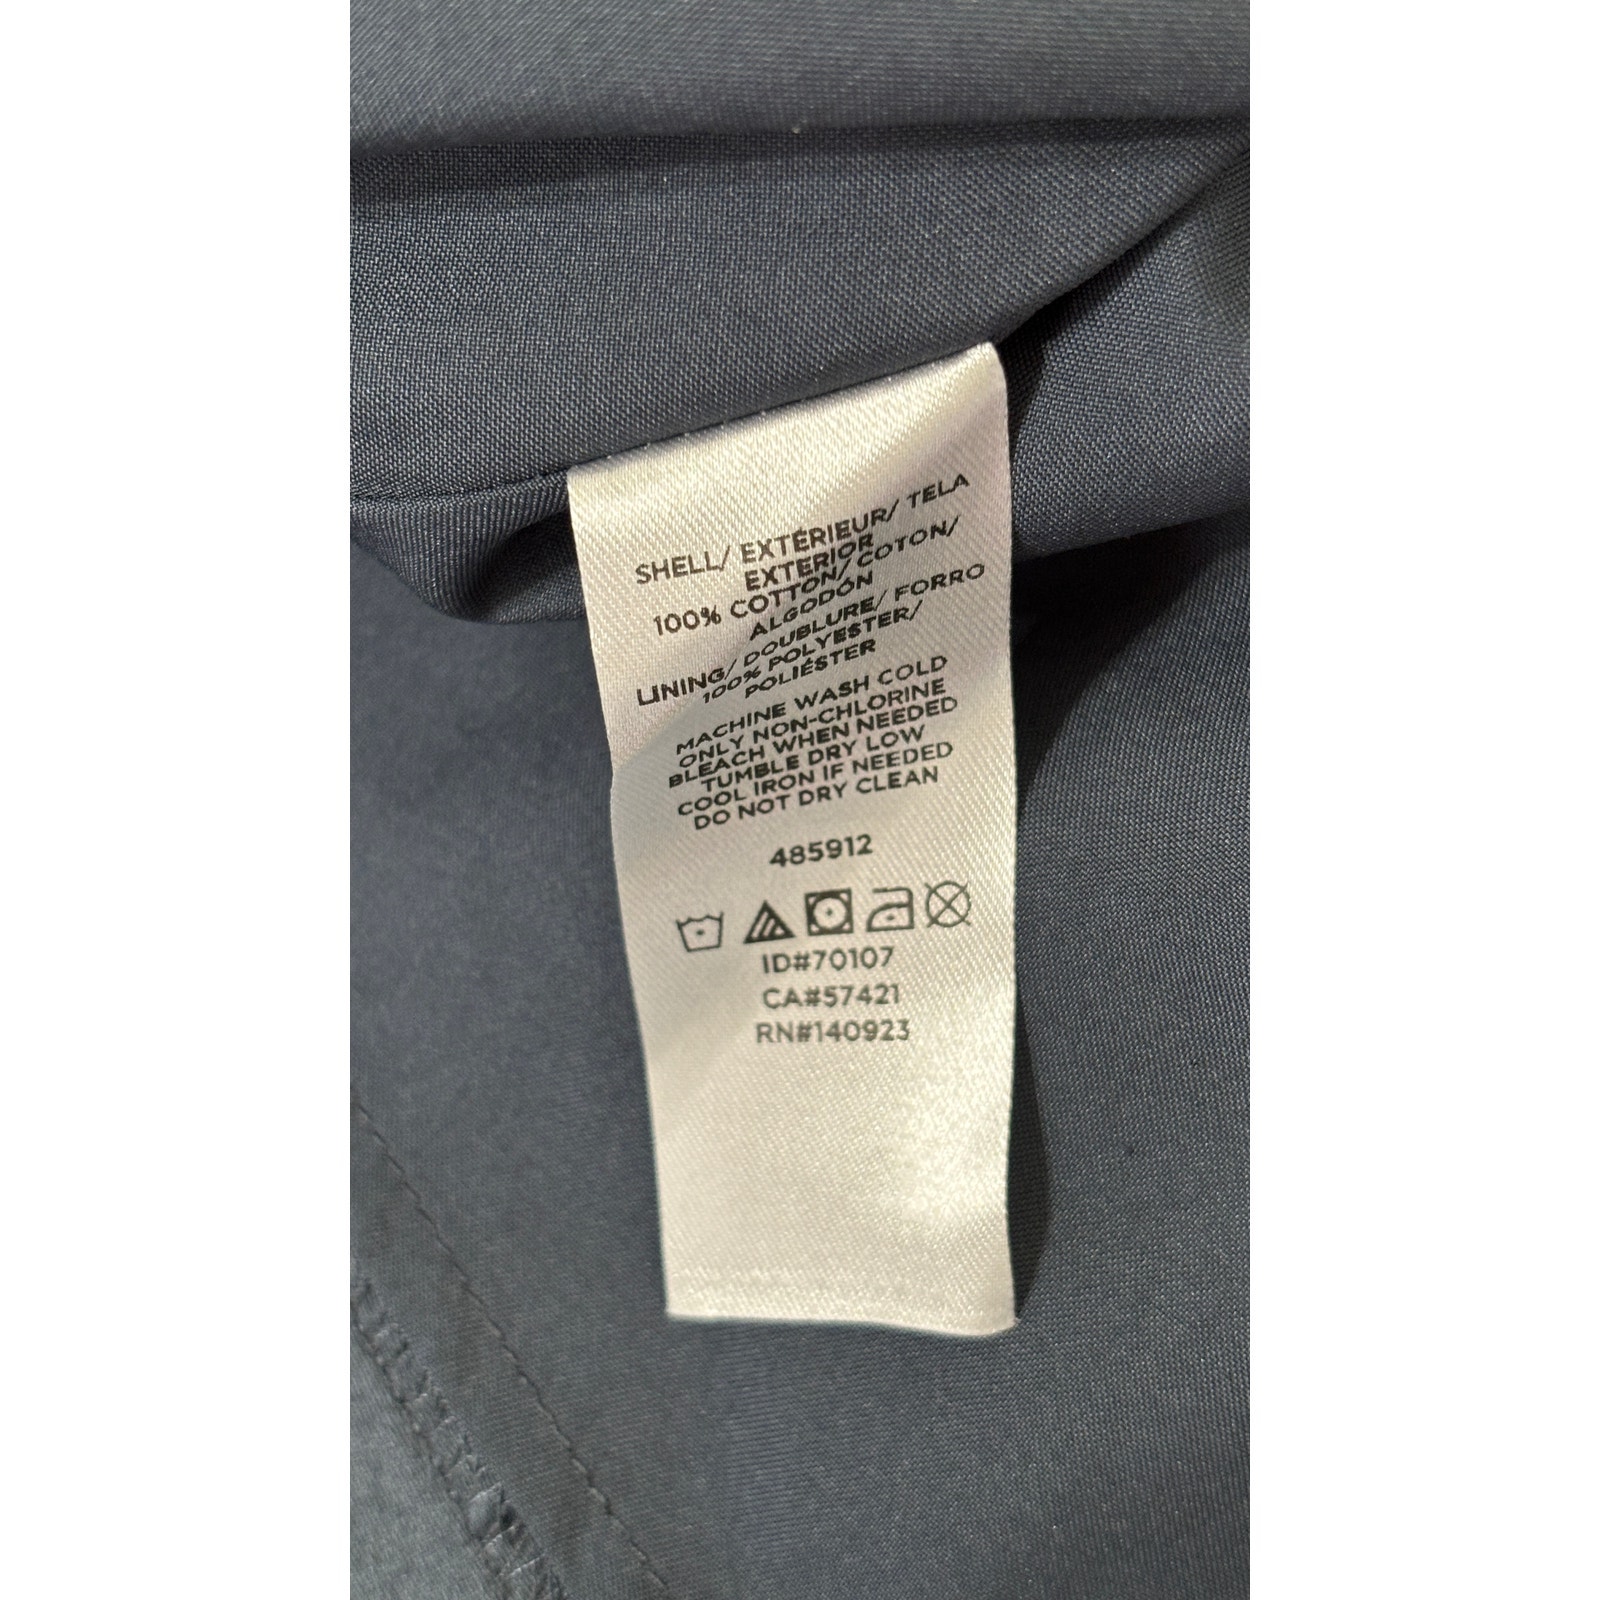 SHELL/ EXTÉRIEUR/ TELA
EXTERIOR
100% COTTON/ COTON/
ALGODÓN
LINING/ DOUBLURE/ FORRO
100% POLYESTER/
POLIÉSTER
MACHINE WASH COLD
ONLY NON-CHLORINE
BLEACH WHEN NEEDED
TUMBLE DRY LOW
COOL IRON IF NEEDED
DO NOT DRY CLEAN
485912
ID#70107
CA#57421
RN#140923